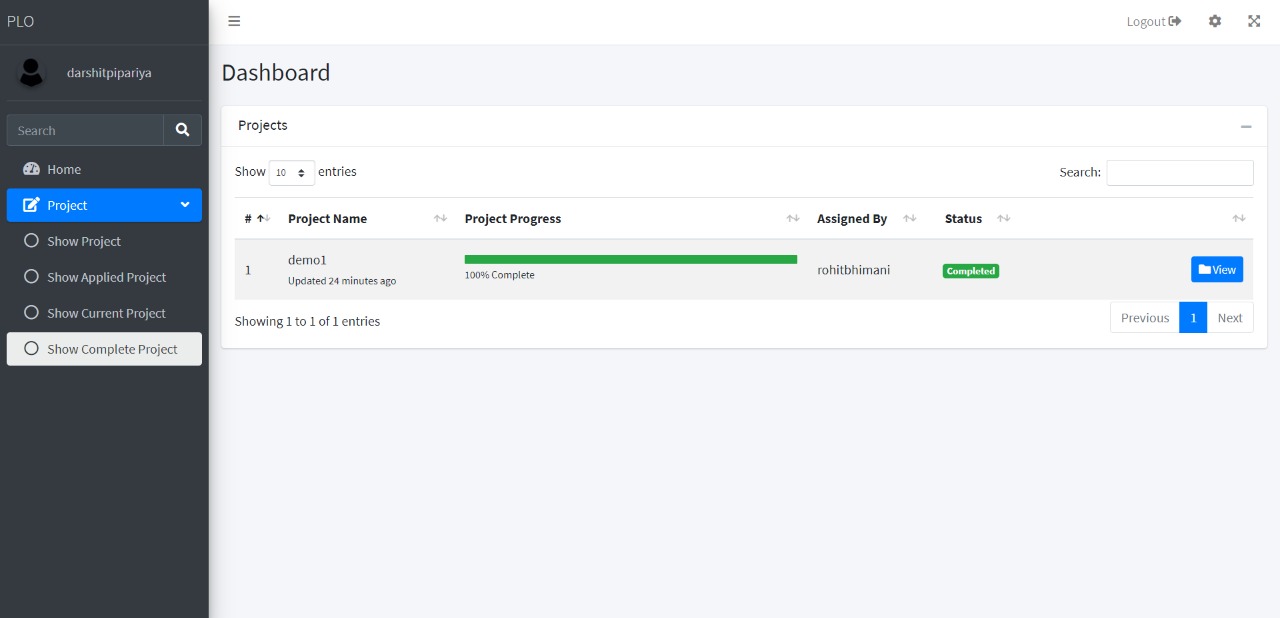 PLO
Logout
darshitpipariya
Dashboard
Search
Projects
Home
Show 10 entries
Search:
Project
# Project Name Project Progress Assigned By Status
Show Project
Show Applied Project
Show Current Project
Show Complete Project
1
demo1
Updated 24 minutes ago
100% Complete
rohitbhimani
Completed
View
Showing 1 to 1 of 1 entries
Previous 1 Next